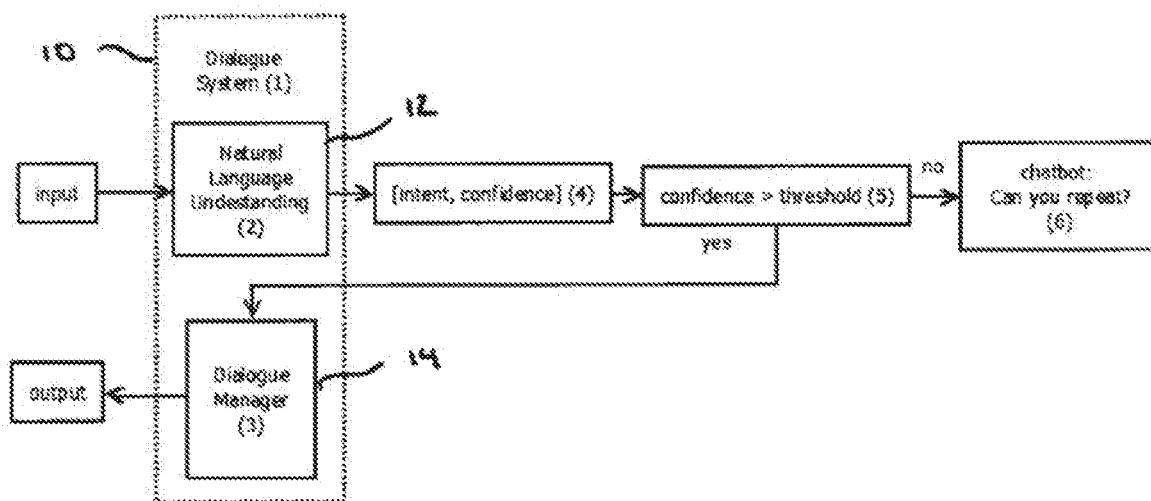 10
Dialogue
System (1)
12
input
Natural
Language
Undestanding
(2)
[intent, confidence] (4)
confidence > threshold (5)
no
chatbot:
Can you repeat?
(6)
yes
14
output
Dialogue
Manager
(3)